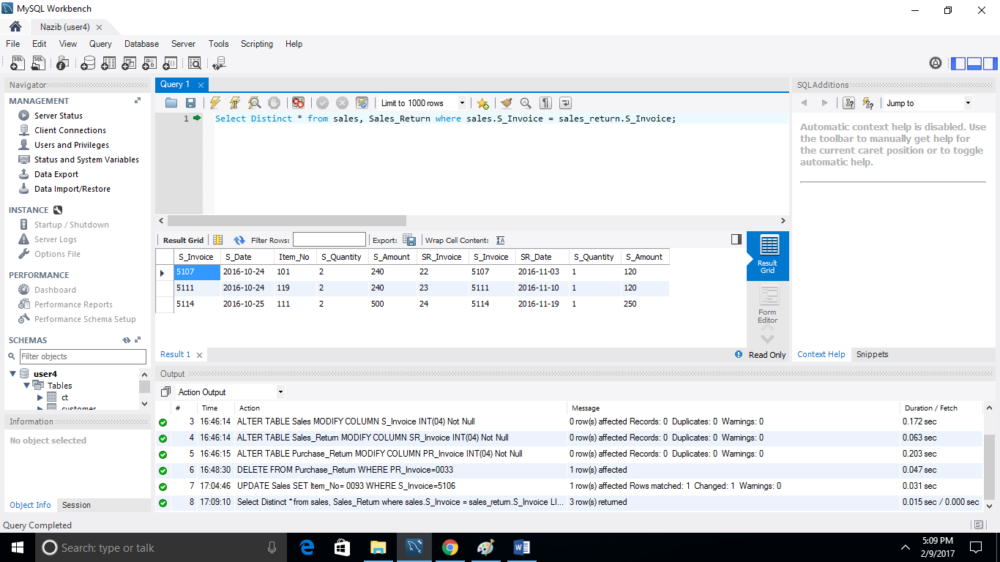 MySQL Workbench
Nazib (user4)
File Edit View Query Database Server Tools Scripting Help
Navigator
MANAGEMENT
Server Status
Client Connections
Users and Privileges
Status and System Variables
Data Export
Data Import/Restore
INSTANCE
Startup / Shutdown
Server Logs
Options File
PERFORMANCE
Dashboard
Performance Reports
Performance Schema Setup
SCHEMAS
Filter objects
user4
Tables
ct
customer
Information
No object selected
Object Info Session
Query 1
Limit to 1000 rows
1 Select Distinct * from sales, Sales_Return where sales.S_Invoice = sales_return.S_Invoice;
Result Grid Filter Rows: Export: Wrap Cell Content:
S_Invoice S_Date Item_No S_Quantity S_Amount SR_Invoice S_Invoice SR_Date S_Quantity S_Amount
5107 2016-10-24 101 2 240 22 5107 2016-11-03 1 120
5111 2016-10-24 119 2 240 23 5111 2016-11-10 1 120
5114 2016-10-25 111 2 500 24 5114 2016-11-19 1 250
Result
Grid
Form
Editor
Result 1
Read Only
SQLAdditions
Jump to
Automatic context help is disabled. Use
the toolbar to manually get help for
the current caret position or to toggle
automatic help.
Context Help Snippets
Output
Action Output
# Time Action Message Duration / Fetch
3 16:46:14 ALTER TABLE Sales MODIFY COLUMN S_Invoice INT(04) Not Null 0 row(s) affected Records: 0 Duplicates: 0 Warnings: 0 0.172 sec
4 16:46:14 ALTER TABLE Sales_Return MODIFY COLUMN SR_Invoice INT(04) Not Null 0 row(s) affected Records: 0 Duplicates: 0 Warnings: 0 0.063 sec
5 16:46:15 ALTER TABLE Purchase_Return MODIFY COLUMN PR_Invoice INT(04) Not Null 0 row(s) affected Records: 0 Duplicates: 0 Warnings: 0 0.203 sec
6 16:48:30 DELETE FROM Purchase_Return WHERE PR_Invoice=0033 1 row(s) affected 0.047 sec
7 17:04:46 UPDATE Sales SET Item_No= 0093 WHERE S_Invoice=5106 1 row(s) affected Rows matched: 1 Changed: 1 Warnings: 0 0.031 sec
8 17:09:10 Select Distinct * from sales, Sales_Return where sales.S_Invoice = sales_return.S_Invoice LI... 3 row(s) returned 0.015 sec / 0.000 sec
Query Completed
Search: type or talk
5:09 PM
2/9/2017